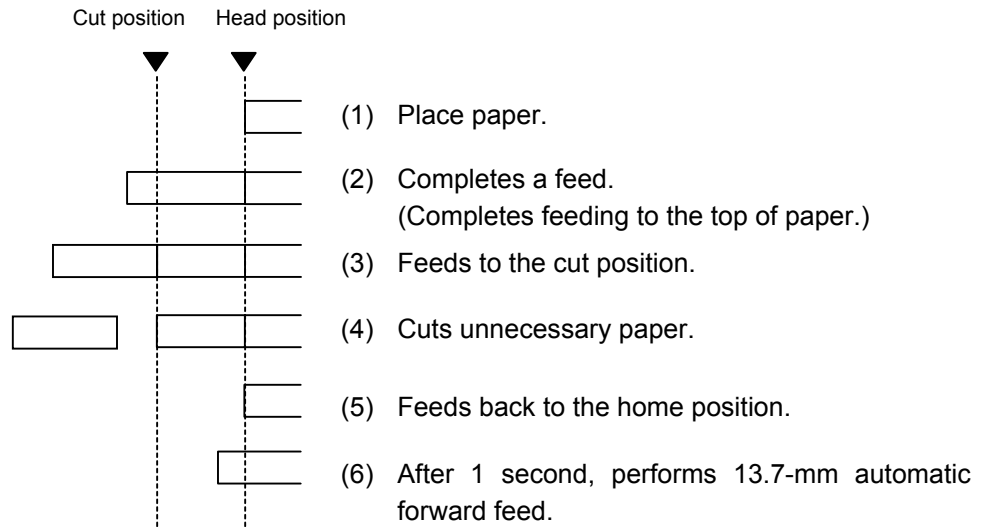 Cut position Head position
(1) Place paper.
(2) Completes a feed.
(Completes feeding to the top of paper.)
(3) Feeds to the cut position.
(4) Cuts unnecessary paper.
(5) Feeds back to the home position.
(6) After 1 second, performs 13.7-mm automatic
forward feed.